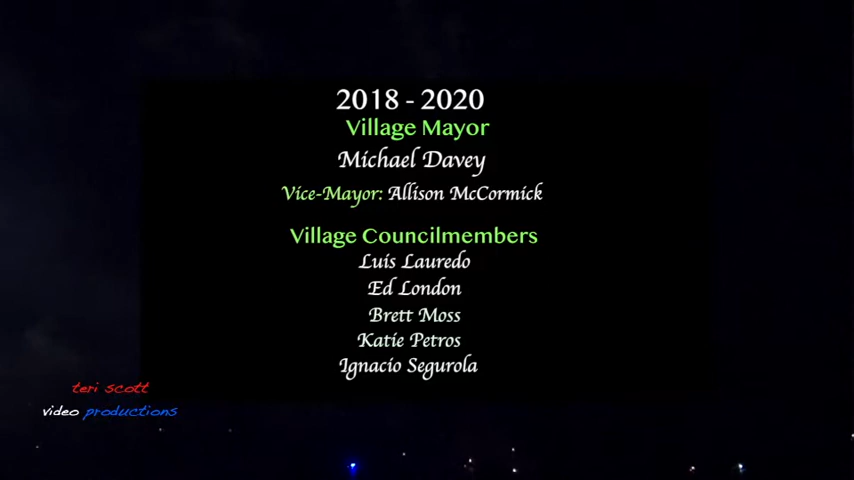 2018 - 2020
Village Mayor
Michael Davey
Vice-Mayor: Allison McCormick
Village Councilmembers
Luis Lauredo
Ed London
Brett Moss
Katie Petros
Ignacio Segurola
teri scott
video productions